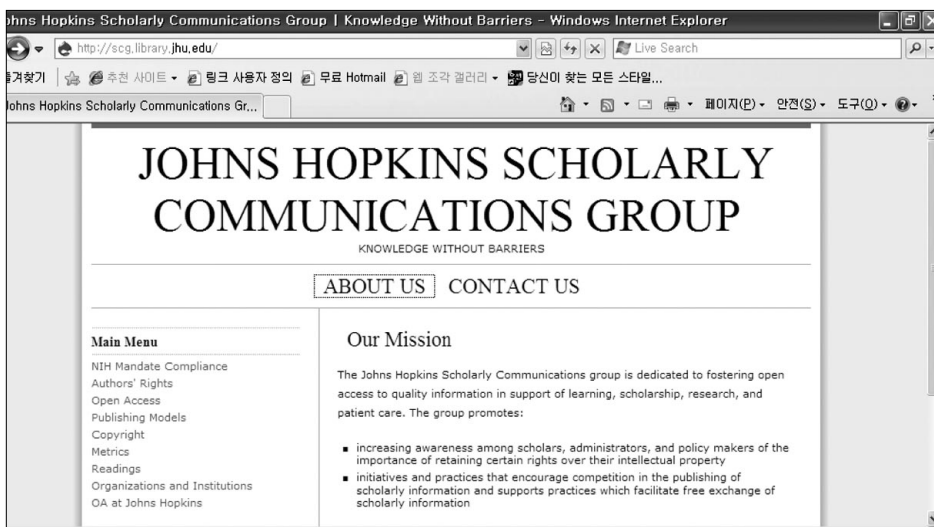 ohns Hopkins Scholarly Communications Group | Knowledge Without Barriers - Windows Internet Explorer
http://scg.library.jhu.edu/
Live Search
겨찾기 추천 사이트 링크 사용자 정의 무료 Hotmail 웹 조각 갤러리 당신이 찾는 모든 스타일...
Johns Hopkins Scholarly Communications Gr...
페이지(P) 안전(S) 도구(O)
JOHNS HOPKINS SCHOLARLY
COMMUNICATIONS GROUP
KNOWLEDGE WITHOUT BARRIERS
ABOUT US CONTACT US
Main Menu
NIH Mandate Compliance
Authors' Rights
Open Access
Publishing Models
Copyright
Metrics
Readings
Organizations and Institutions
OA at Johns Hopkins
Our Mission
The Johns Hopkins Scholarly Communications group is dedicated to fostering open
access to quality information in support of learning, scholarship, research, and
patient care. The group promotes:
increasing awareness among scholars, administrators, and policy makers of the
importance of retaining certain rights over their intellectual property
initiatives and practices that encourage competition in the publishing of
scholarly information and supports practices which facilitate free exchange of
scholarly information